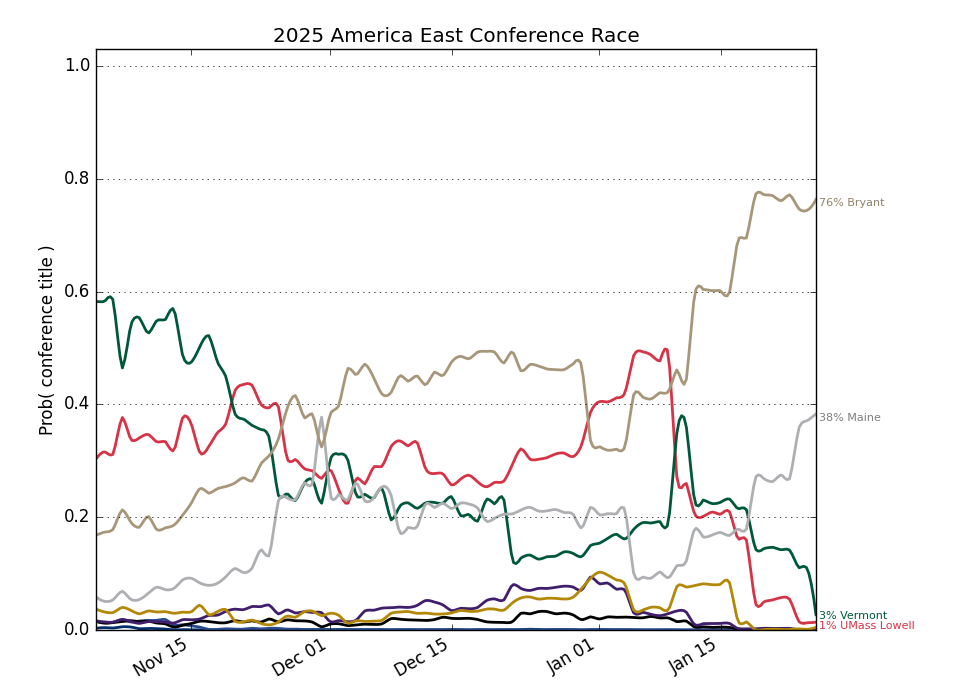 2025 America East Conference Race
Prob( conference title )
1.0
0.8
0.6
0.4
0.2
0.0
76% Bryant
38% Maine
3% Vermont
1% UMass Lowell
Nov 15
Dec 01
Dec 15
Jan 01
Jan 15